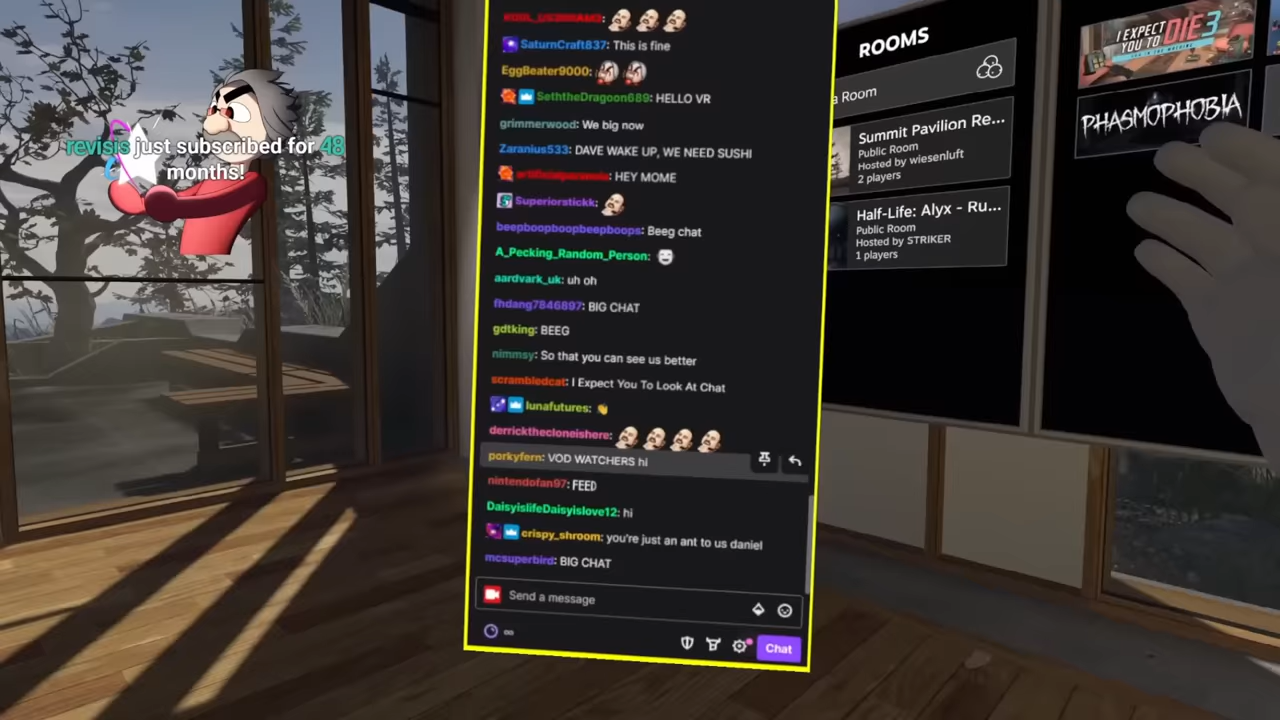 SaturnCraft837: This is fine
EggBeater9000:
SeththeDragoon689: HELLO VR
grimmerwood: We big now
Zaranius533: DAVE WAKE UP, WE NEED SUSHI
: HEY MOME
Superiorstickk:
beepboopboopbeepboops: Beeg chat
A_Pecking_Random_Person:
aardvark_uk: uh oh
fhdang7846897: BIG CHAT
gdtking: BEEG
nimmsy: So that you can see us better
scrambledcat: I Expect You To Look At Chat
lunafutures:
derrickthecloneishere:
porkyfern: VOD WATCHERS hi
nintendofan97: FEED
DaisyislifeDaisyislove12: hi
crispy_shroom: you're just an ant to us daniel
mcsuperbird: BIG CHAT
Send a message
∞
Chat
revisis just subscribed for 48
months!
ROOMS
a Room
Summit Pavilion Re...
Public Room
Hosted by wiesenluft
2 players
Half-Life: Alyx - Ru...
Public Room
Hosted by STRIKER
1 players
I EXPECT
YOU TO DIE 3
PHASMOPHOBIA